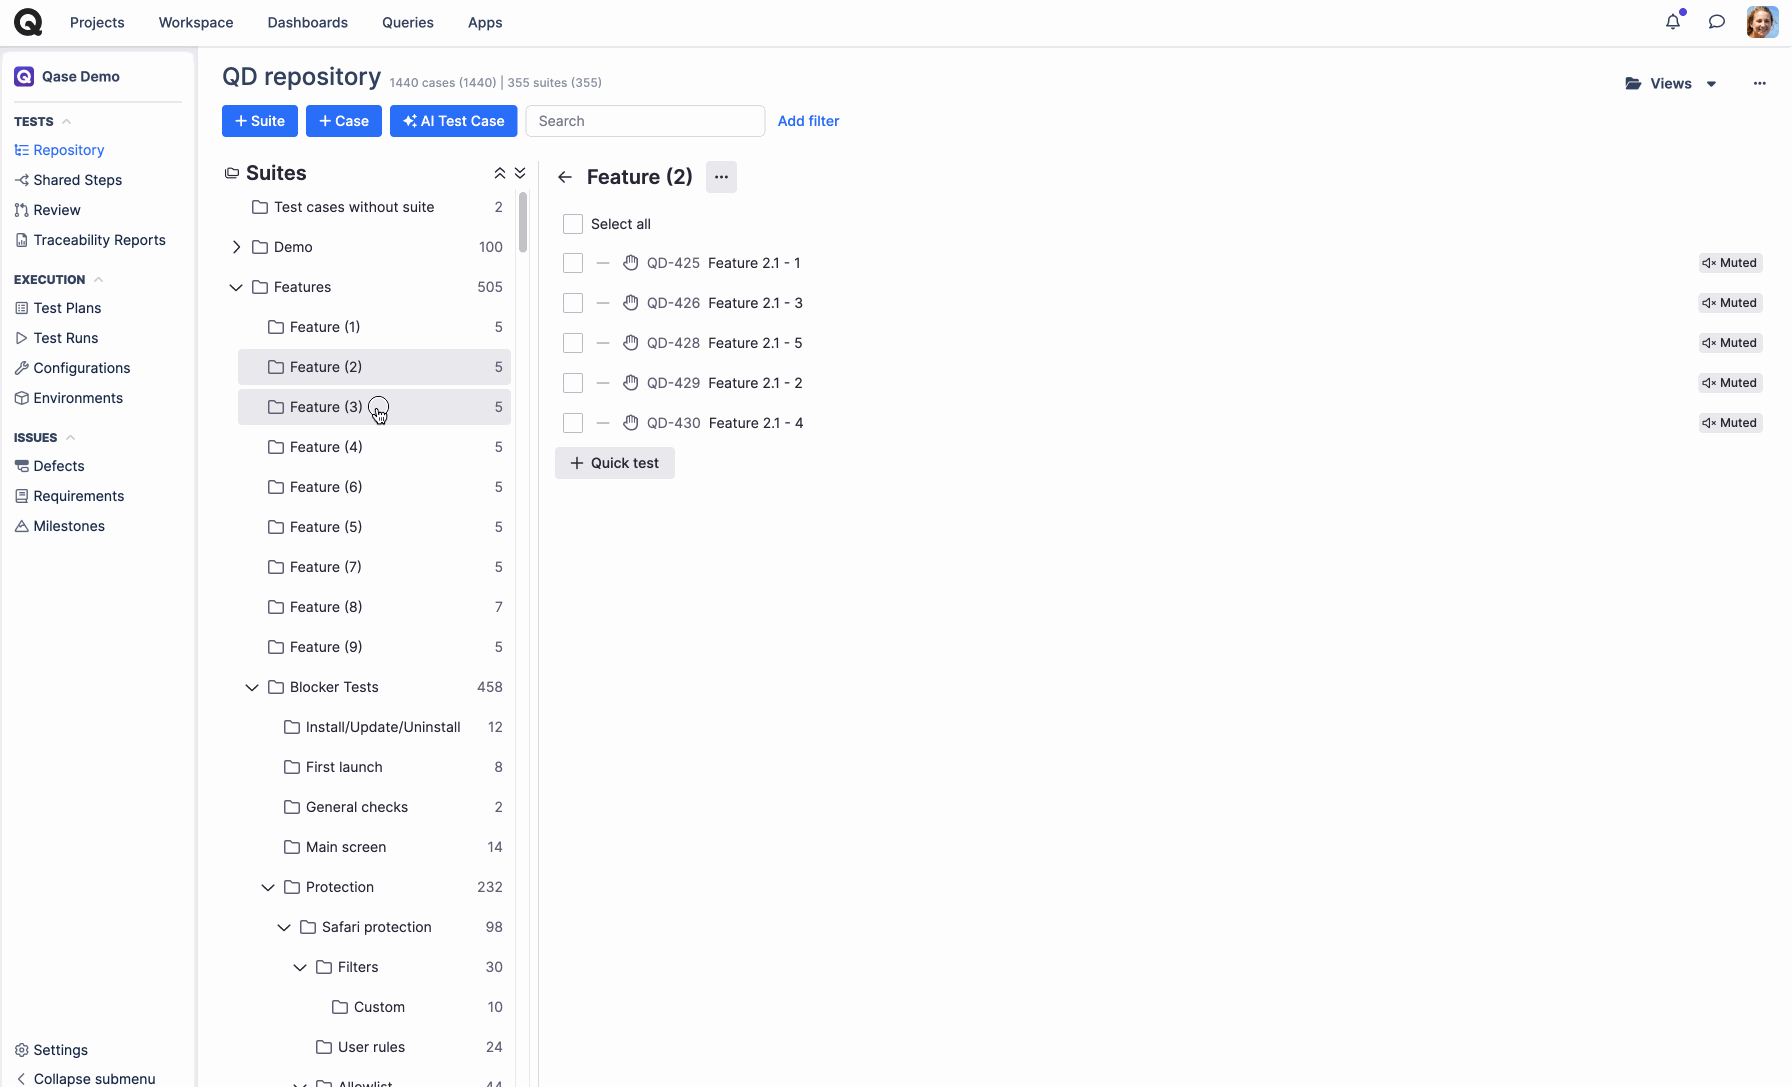 Projects Workspace Dashboards Queries Apps
Qase Demo
TESTS
Repository
Shared Steps
Review
Traceability Reports
EXECUTION
Test Plans
Test Runs
Configurations
Environments
ISSUES
Defects
Requirements
Milestones
Settings
Collapse submenu
QD repository 1440 cases (1440) | 355 suites (355)
Views
+ Suite + Case AI Test Case Search Add filter
Suites
Test cases without suite 2
Demo 100
Features 505
Feature (1) 5
Feature (2) 5
Feature (3) 5
Feature (4) 5
Feature (6) 5
Feature (5) 5
Feature (7) 5
Feature (8) 7
Feature (9) 5
Blocker Tests 458
Install/Update/Uninstall 12
First launch 8
General checks 2
Main screen 14
Protection 232
Safari protection 98
Filters 30
Custom 10
User rules 24
Allowlist 44
Feature (2)
Select all
QD-425 Feature 2.1 - 1 Muted
QD-426 Feature 2.1 - 3 Muted
QD-428 Feature 2.1 - 5 Muted
QD-429 Feature 2.1 - 2 Muted
QD-430 Feature 2.1 - 4 Muted
+ Quick test